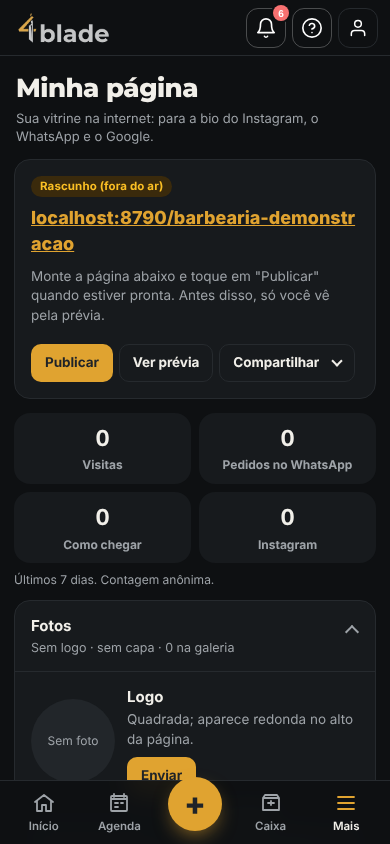 4blade
6
Minha página
Sua vitrine na internet: para a bio do Instagram, o
WhatsApp e o Google.
Rascunho (fora do ar)
localhost:8790/barbearia-demonstr
acao
Monte a página abaixo e toque em "Publicar"
quando estiver pronta. Antes disso, só você vê
pela prévia.
Publicar
Ver prévia
Compartilhar
0
Visitas
0
Pedidos no WhatsApp
0
Como chegar
0
Instagram
Últimos 7 dias. Contagem anônima.
Fotos
Sem logo · sem capa · 0 na galeria
Sem foto
Logo
Quadrada; aparece redonda no alto
da página.
Enviar
+
Início
Agenda
Caixa
Mais